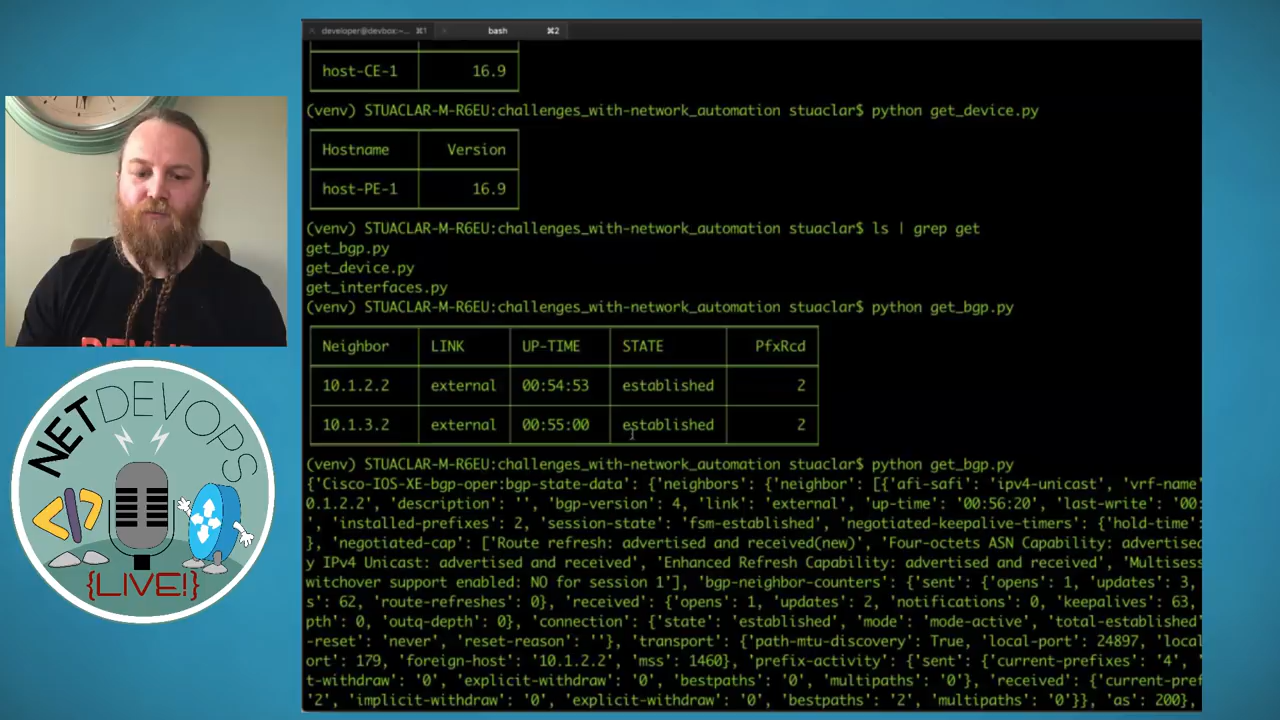 developer@devbox:~... ⌘1 bash ⌘2
host-CE-1 16.9
(venv) STUACLAR-M-R6EU:challenges_with-network_automation stuaclar$ python get_device.py
Hostname Version
host-PE-1 16.9
(venv) STUACLAR-M-R6EU:challenges_with-network_automation stuaclar$ ls | grep get
get_bgp.py
get_device.py
get_interfaces.py
(venv) STUACLAR-M-R6EU:challenges_with-network_automation stuaclar$ python get_bgp.py
Neighbor LINK UP-TIME STATE PfxRcd
10.1.2.2 external 00:54:53 established 2
10.1.3.2 external 00:55:00 established 2
(venv) STUACLAR-M-R6EU:challenges_with-network_automation stuaclar$ python get_bgp.py
{'Cisco-IOS-XE-bgp-oper:bgp-state-data': {'neighbors': {'neighbor': [{'afi-safi': 'ipv4-unicast', 'vrf-name'
0.1.2.2', 'description': '', 'bgp-version': 4, 'link': 'external', 'up-time': '00:56:20', 'last-write': '00:
', 'installed-prefixes': 2, 'session-state': 'fsm-established', 'negotiated-keepalive-timers': {'hold-time':
}, 'negotiated-cap': ['Route refresh: advertised and received(new)', 'Four-octets ASN Capability: advertised
y IPv4 Unicast: advertised and received', 'Enhanced Refresh Capability: advertised and received', 'Multisess
witchover support enabled: NO for session 1'], 'bgp-neighbor-counters': {'sent': {'opens': 1, 'updates': 3,
s': 62, 'route-refreshes': 0}, 'received': {'opens': 1, 'updates': 2, 'notifications': 0, 'keepalives': 63,
pth': 0, 'outq-depth': 0}, 'connection': {'state': 'established', 'mode': 'mode-active', 'total-established'
-reset': 'never', 'reset-reason': ''}, 'transport': {'path-mtu-discovery': True, 'local-port': 24897, 'local
ort': 179, 'foreign-host': '10.1.2.2', 'mss': 1460}, 'prefix-activity': {'sent': {'current-prefixes': '4', '
t-withdraw': '0', 'explicit-withdraw': '0', 'bestpaths': '0', 'multipaths': '0'}, 'received': {'current-pref
'2', 'implicit-withdraw': '0', 'explicit-withdraw': '0', 'bestpaths': '2', 'multipaths': '0'}}, 'as': 200},
NETDEVOPS
{LIVE!}